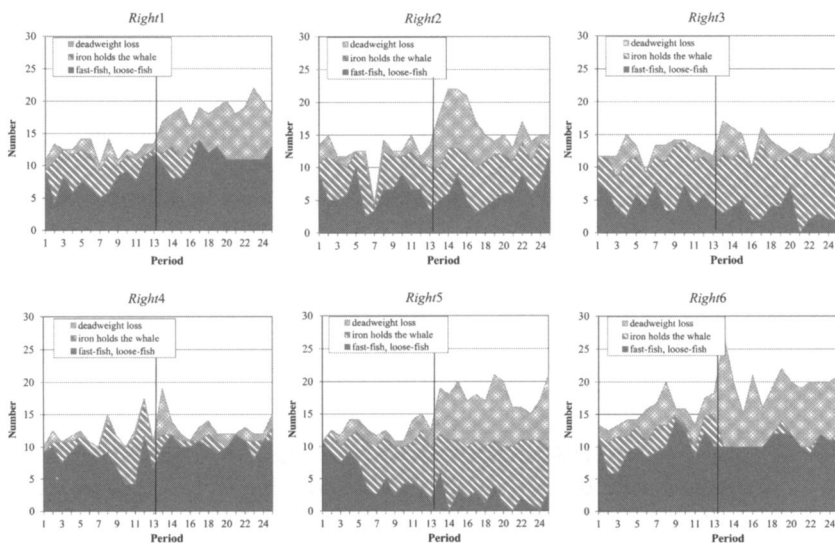 Right1
30
25
20
15
10
5
0
Number
deadweight loss
iron holds the whale
fast-fish, loose-fish
1 3 5 7 9 11 13 14 16 18 20 22 24
Period
Right2
30
25
20
15
10
5
0
Number
deadweight loss
iron holds the whale
fast-fish, loose-fish
1 3 5 7 9 11 13 14 16 18 20 22 24
Period
Right3
30
25
20
15
10
5
0
Number
deadweight loss
iron holds the whale
fast-fish, loose-fish
1 3 5 7 9 11 13 14 16 18 20 22 24
Period
Right4
30
25
20
15
10
5
0
Number
deadweight loss
iron holds the whale
fast-fish, loose-fish
1 3 5 7 9 11 13 14 16 18 20 22 24
Period
Right5
30
25
20
15
10
5
0
Number
deadweight loss
iron holds the whale
fast-fish, loose-fish
1 3 5 7 9 11 13 14 16 18 20 22 24
Period
Right6
30
25
20
15
10
5
0
Number
deadweight loss
iron holds the whale
fast-fish, loose-fish
1 3 5 7 9 11 13 14 16 18 20 22 24
Period